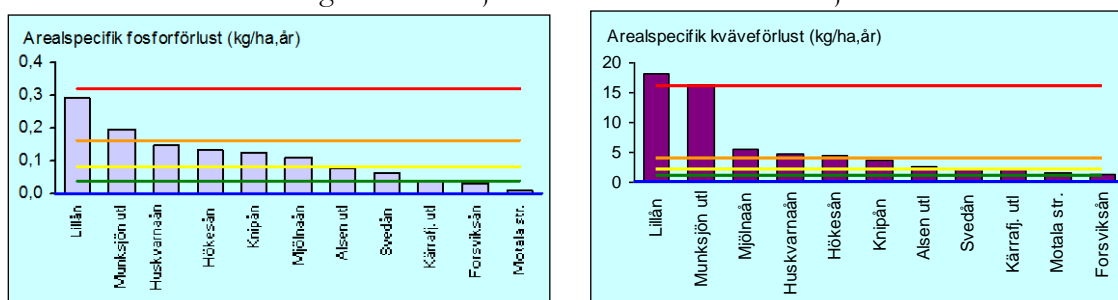 Arealspecifik fosforförlust (kg/ha,år)
0,4
0,3
0,2
0,1
0,0
Lillån
Munksjön utl
Huskvarnaån
Hökesån
Knipån
Mjölnaån
Alsen utl
Svedån
Kärrafj. utl
Forsviksån
Motala str.
Arealspecifik kväveförlust (kg/ha,år)
20
15
10
5
0
Lillån
Munksjön utl
Mjölnaån
Huskvarnaån
Hökesån
Knipån
Alsen utl
Svedån
Kärrafj. utl
Motala str.
Forsviksån